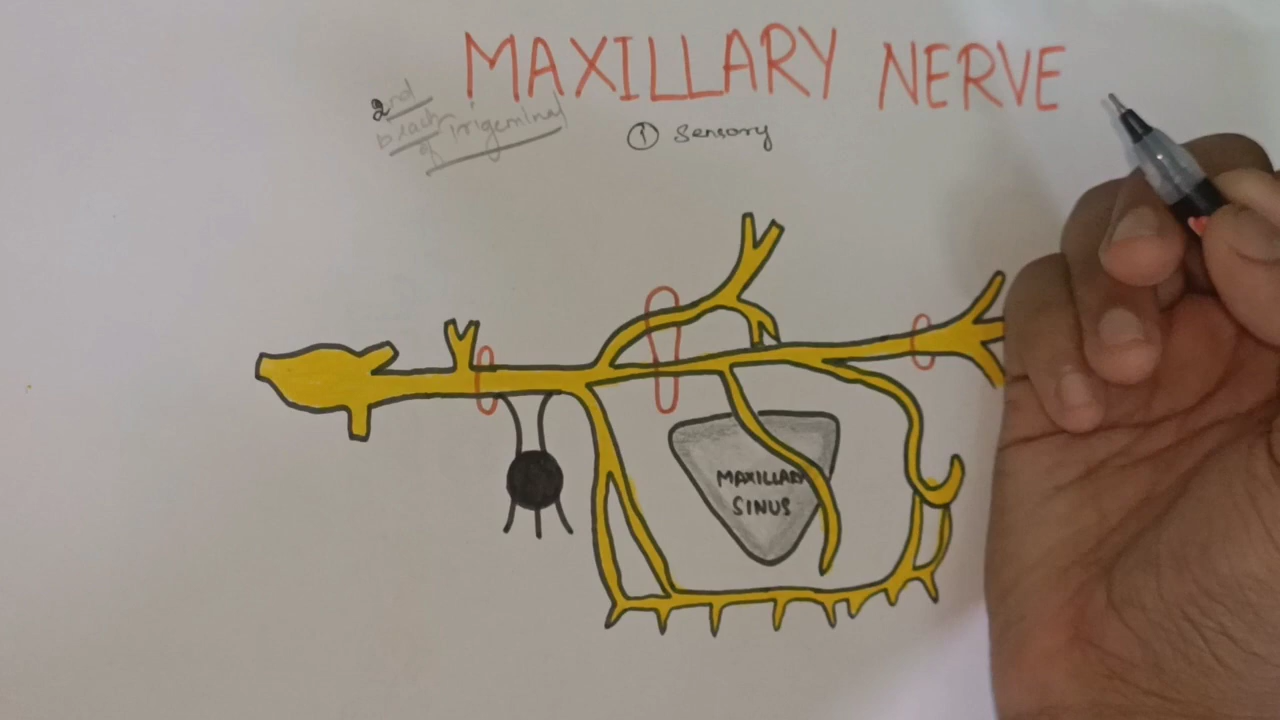 MAXILLARY NERVE
2nd
branch
of Trigeminal
① Sensory
MAXILLARY
SINUS